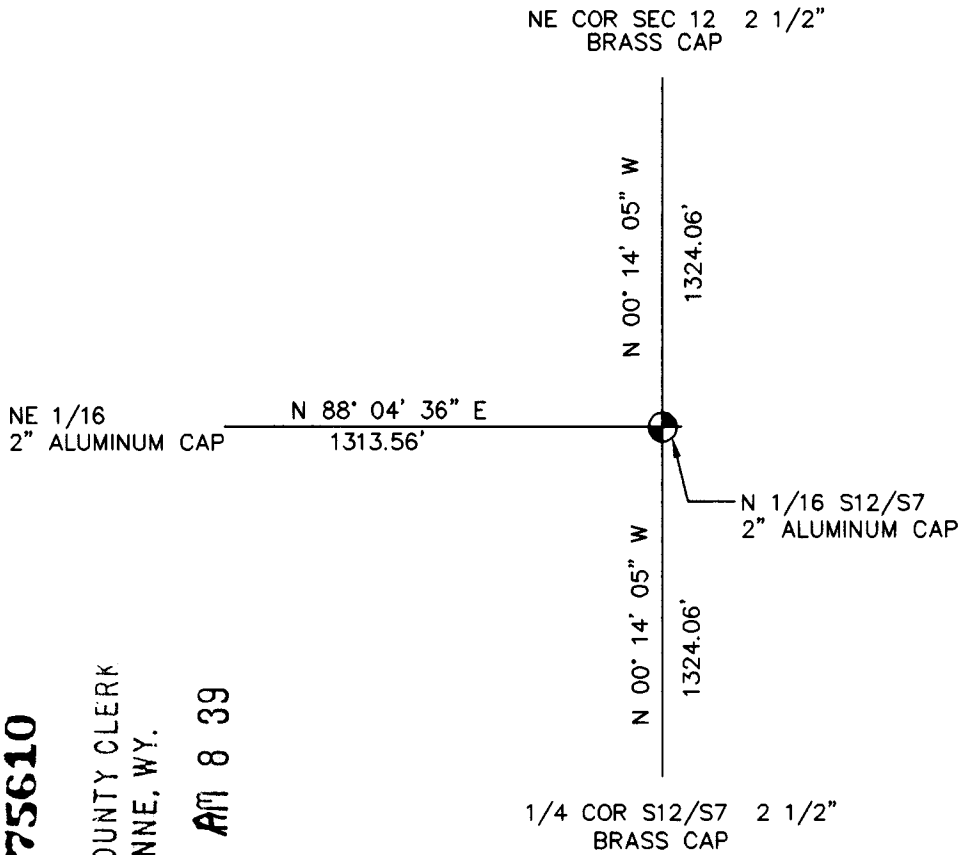 NE COR SEC 12 2 1/2"
BRASS CAP
N 00° 14' 05" W
1324.06'
NE 1/16
2" ALUMINUM CAP
N 88° 04' 36" E
1313.56'
N 1/16 S12/S7
2" ALUMINUM CAP
N 00° 14' 05" W
1324.06'
1/4 COR S12/S7 2 1/2"
BRASS CAP
75610
OUNTY CLERK
NNE, WY.
AM 8 39